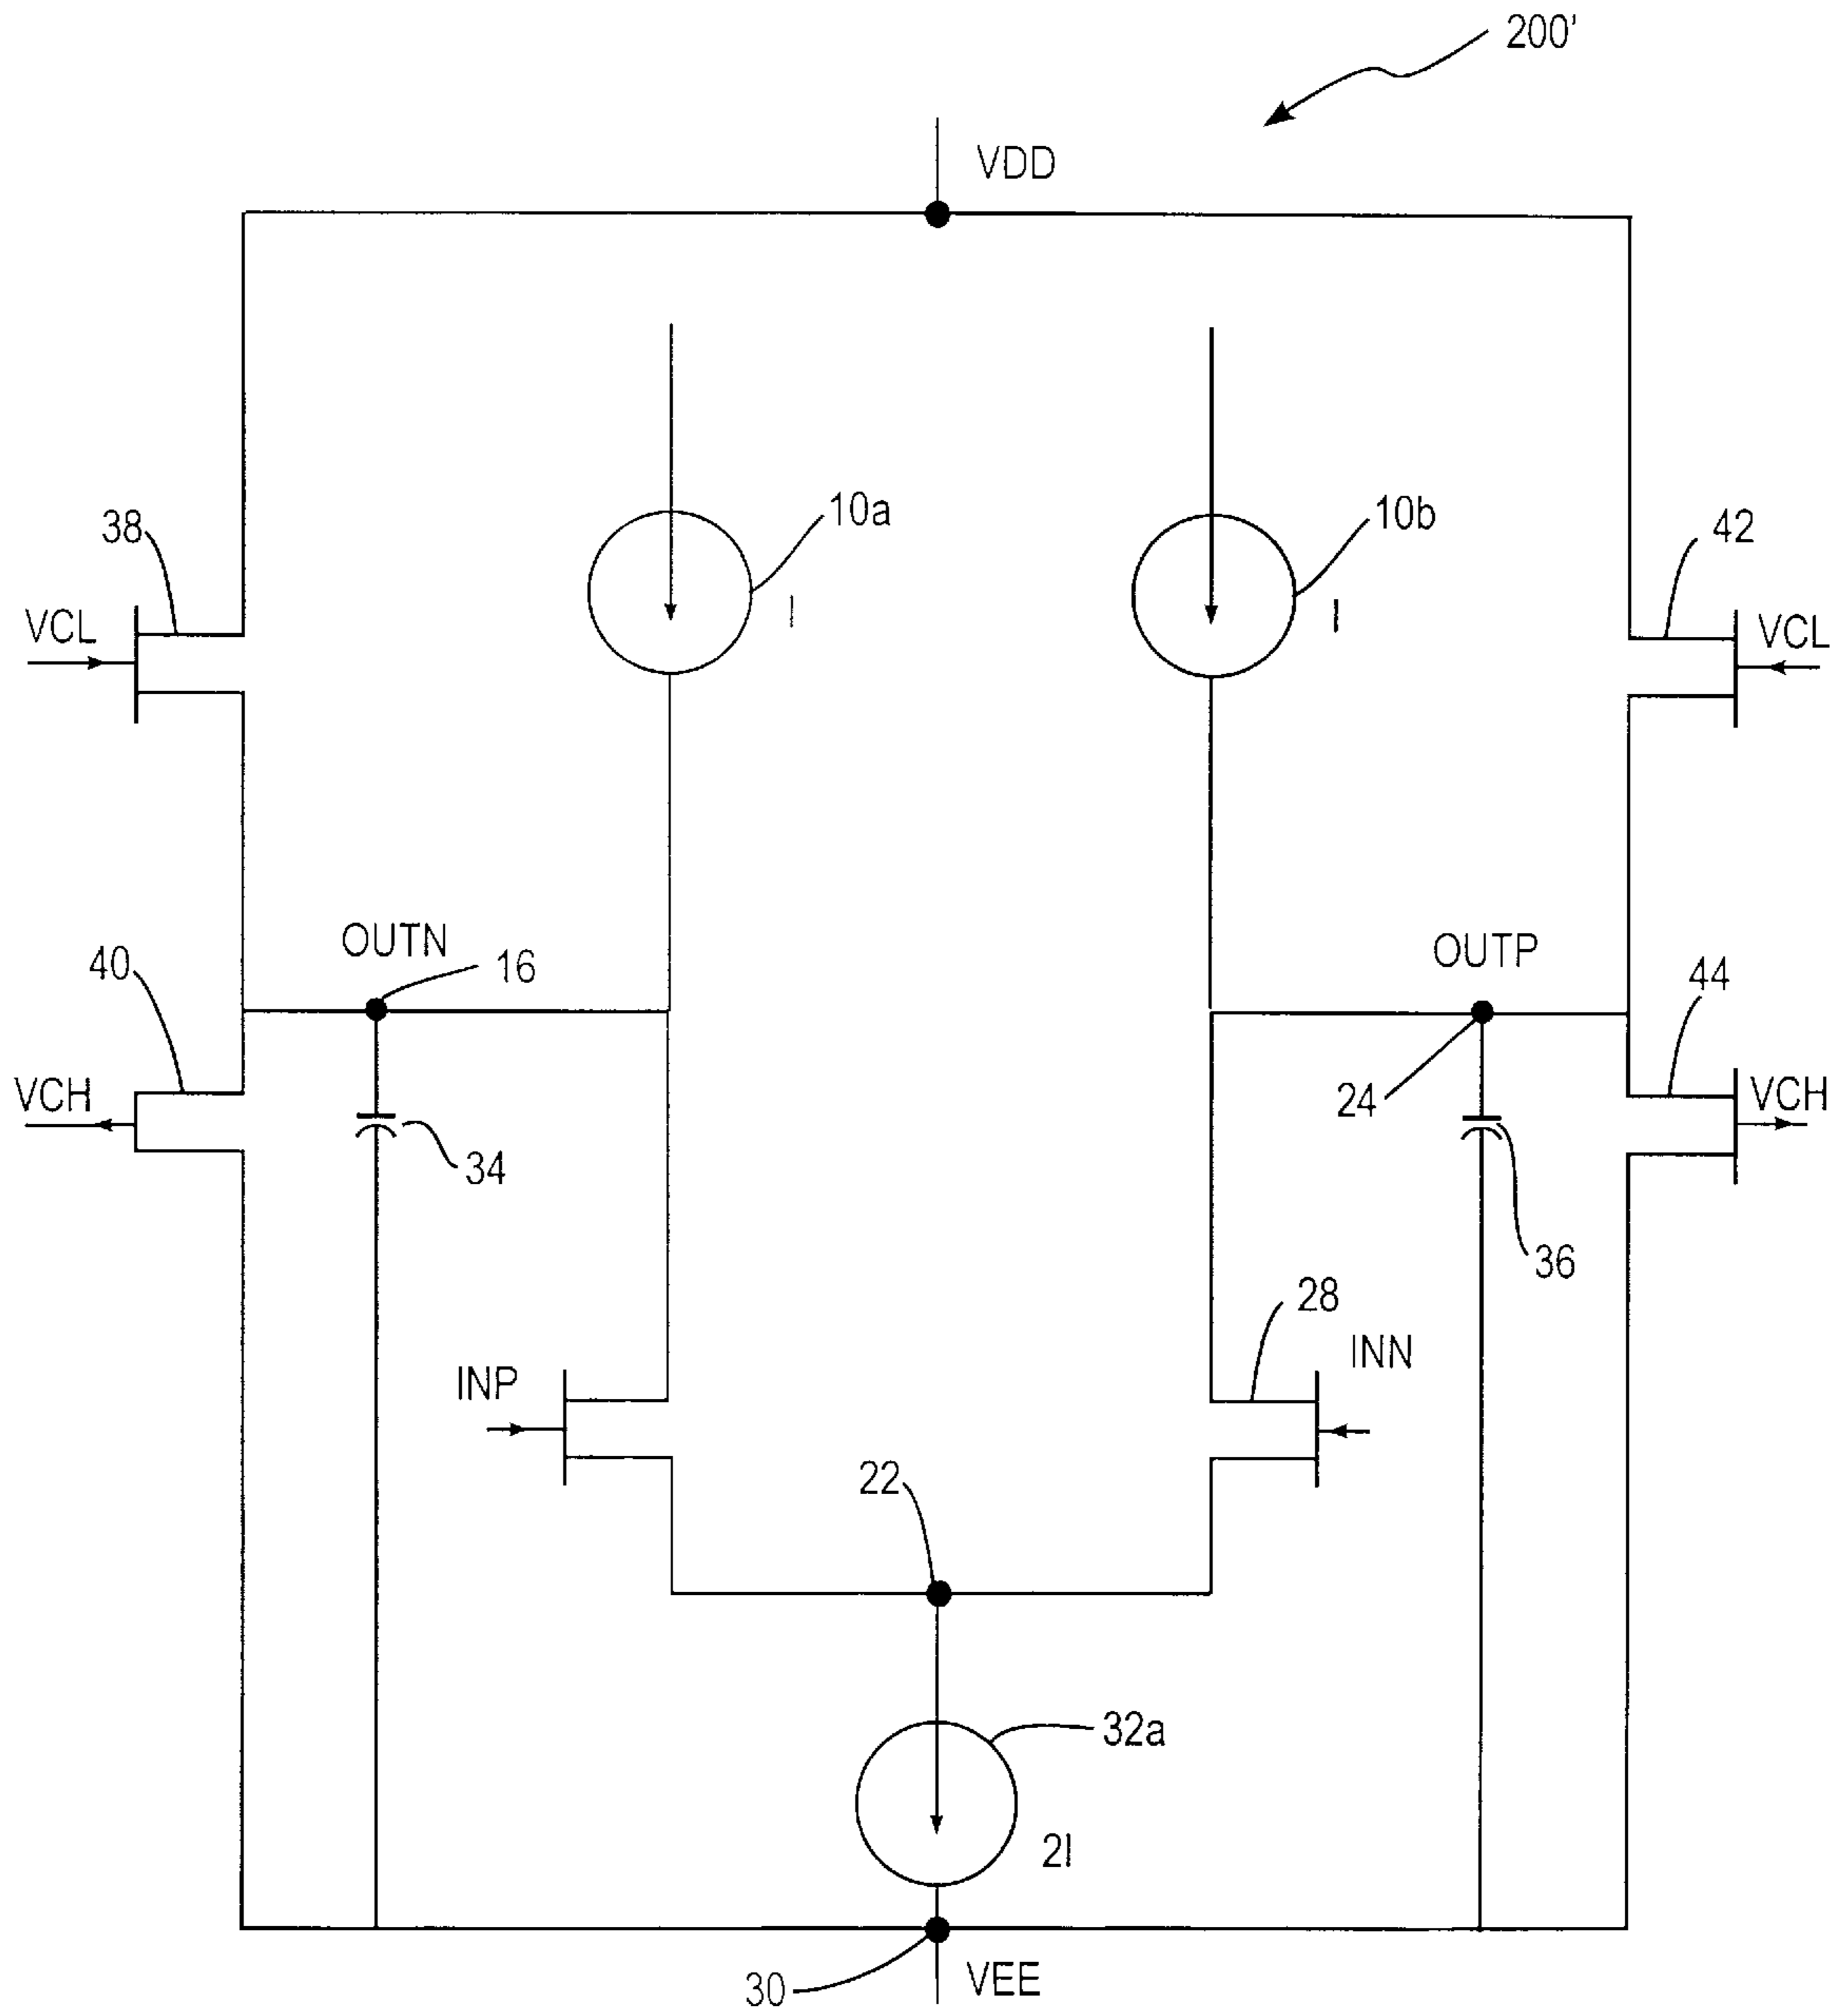 200'
VDD
10a
10b
38
42
VCL
I
I
VCL
OUTN
16
OUTP
40
44
VCH
24
VCH
34
36
28
INP
INN
22
32a
2I
30
VEE